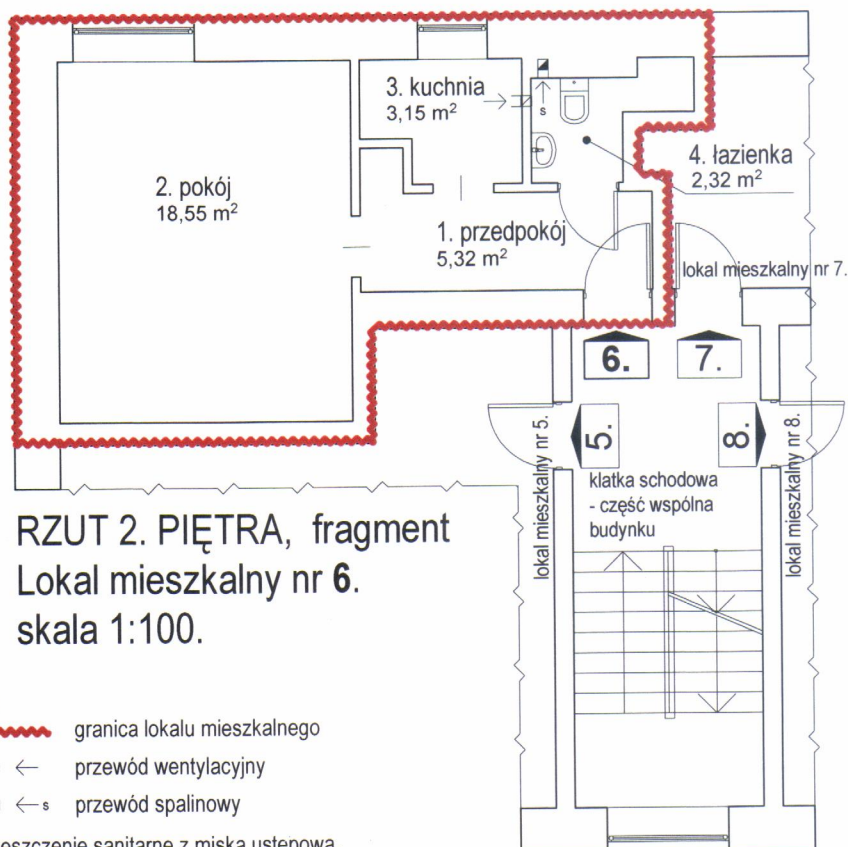 3. kuchnia
3,15 m²
s
2. pokój
18,55 m²
4. łazienka
2,32 m²
1. przedpokój
5,32 m²
lokal mieszkalny nr 7.
6.
7.
5.
8.
lokal mieszkalny nr 5.
lokal mieszkalny nr 8.
klatka schodowa
- część wspólna
budynku
RZUT 2. PIĘTRA, fragment
Lokal mieszkalny nr 6.
skala 1:100.
granica lokalu mieszkalnego
← przewód wentylacyjny
← s przewód spalinowy
sanitarne z miską ustępową